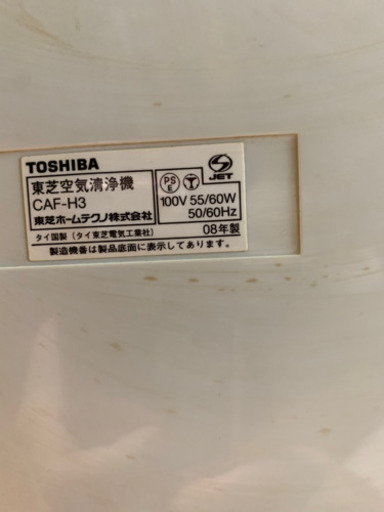 TOSHIBA
東芝空気清浄機
CAF-H3
東芝ホームテクノ株式会社
PS
E
JET
100V 55/60W
50/60Hz
タイ国製（タイ東芝電気工業社）
08年製
製造機番は製品底面に表示してあります。